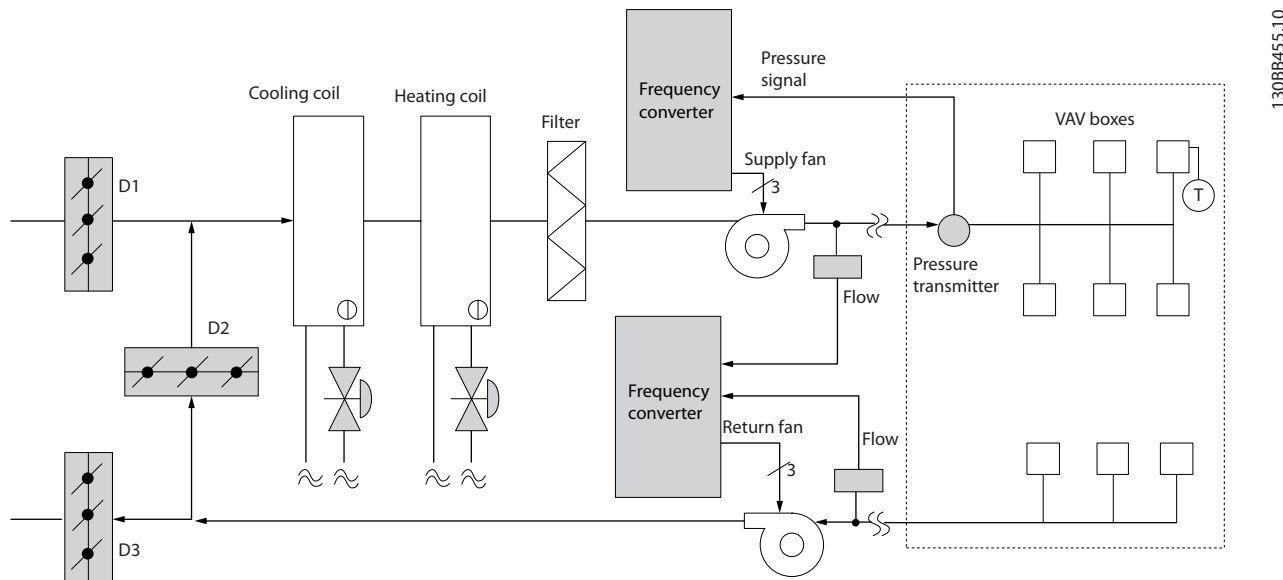 130BB455.10
Cooling coil
Heating coil
Filter
Frequency
converter
Pressure
signal
VAV boxes
Supply fan
3
D1
T
Pressure
transmitter
Flow
D2
Frequency
converter
Return fan
3
Flow
D3